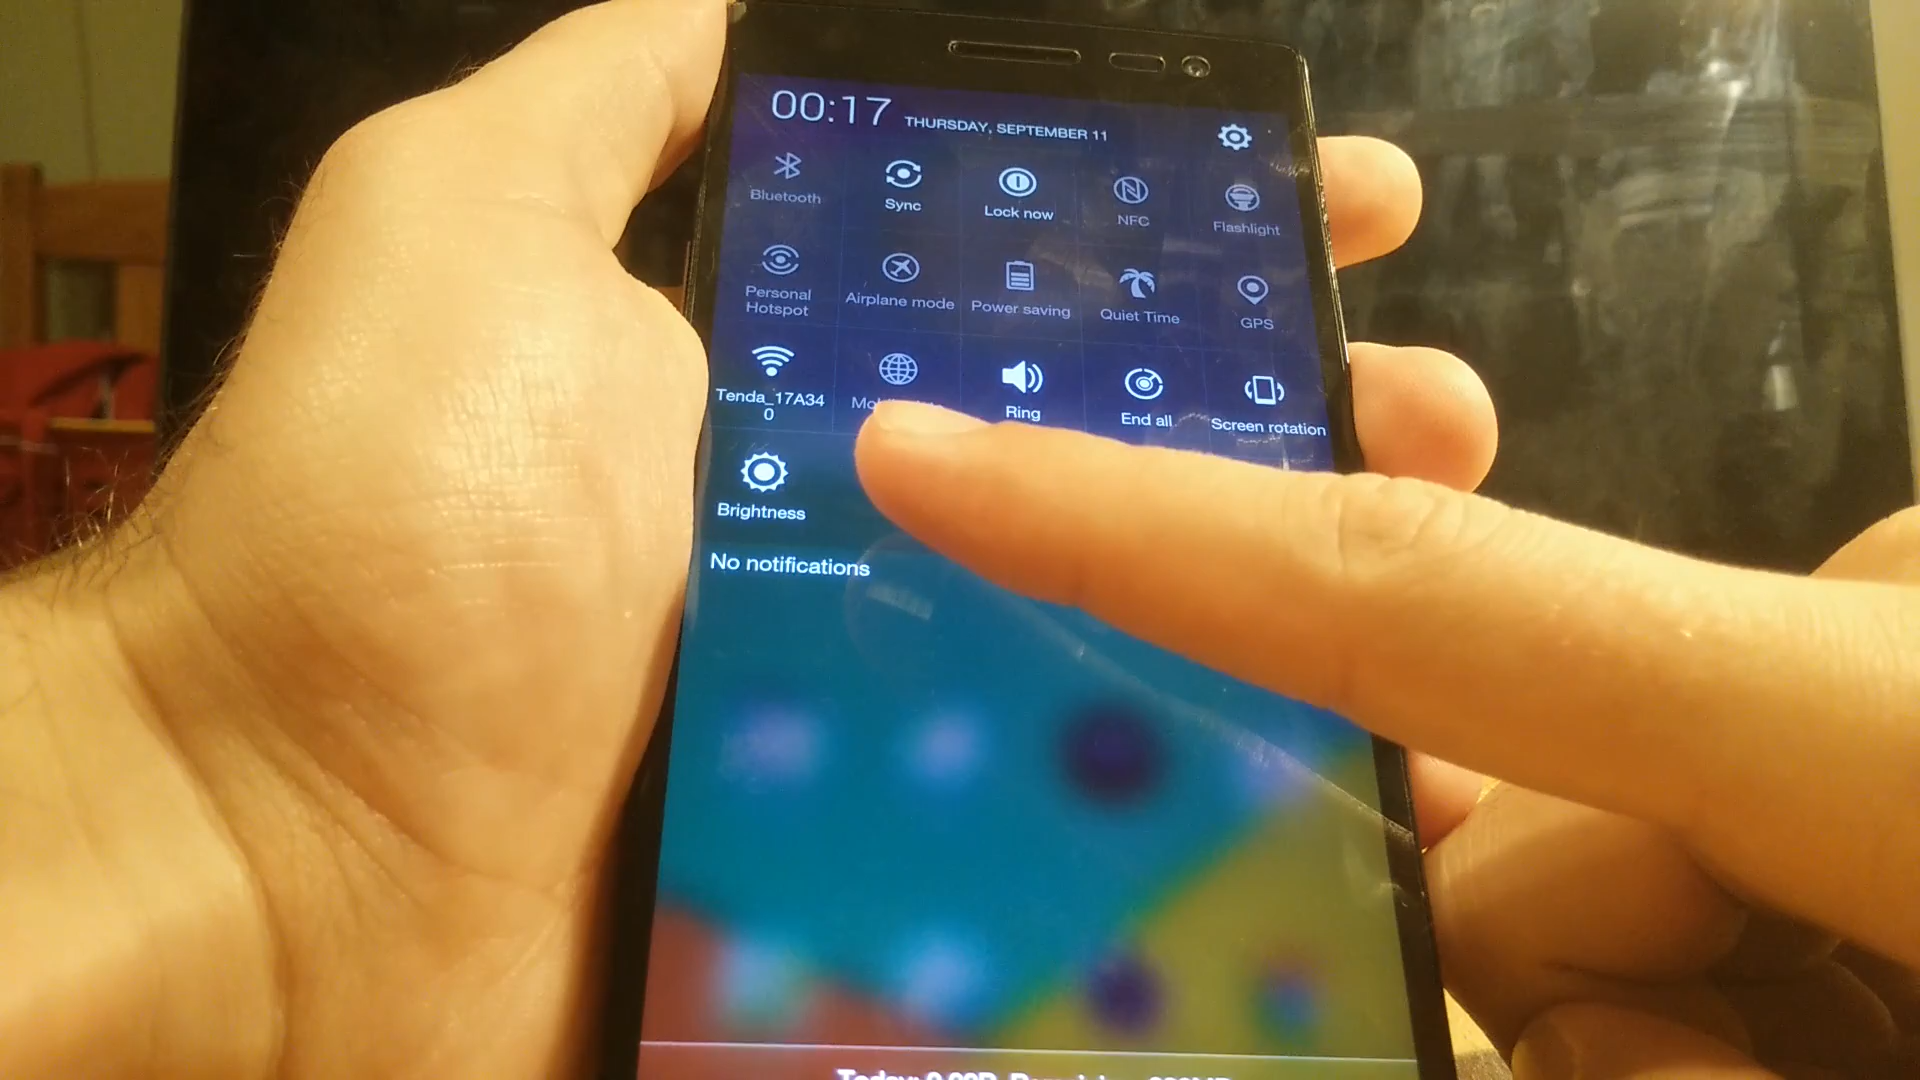 00:17 THURSDAY, SEPTEMBER 11
Bluetooth
Sync
Lock now
NFC
Flashlight
Personal
Hotspot
Airplane mode
Power saving
Quiet Time
GPS
Tenda_17A34
0
Ring
End all
Screen rotation
Brightness
No notifications